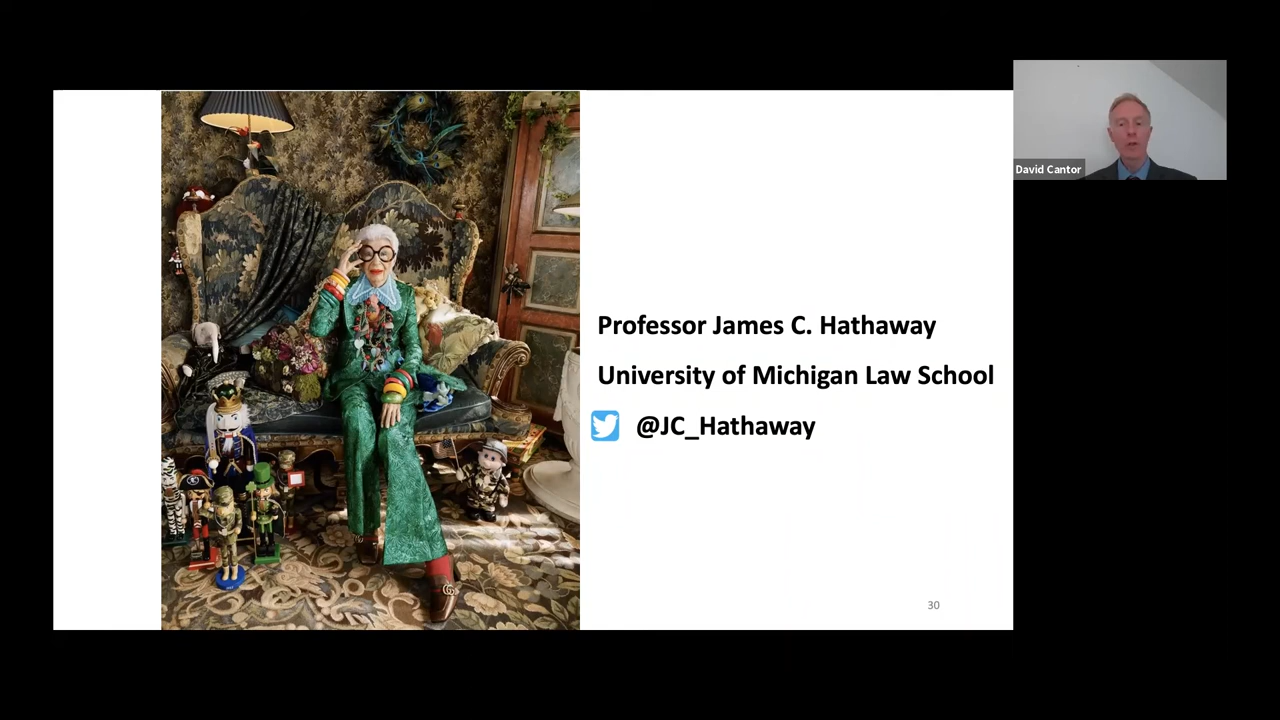 David Cantor
Professor James C. Hathaway
University of Michigan Law School
@JC_Hathaway
30